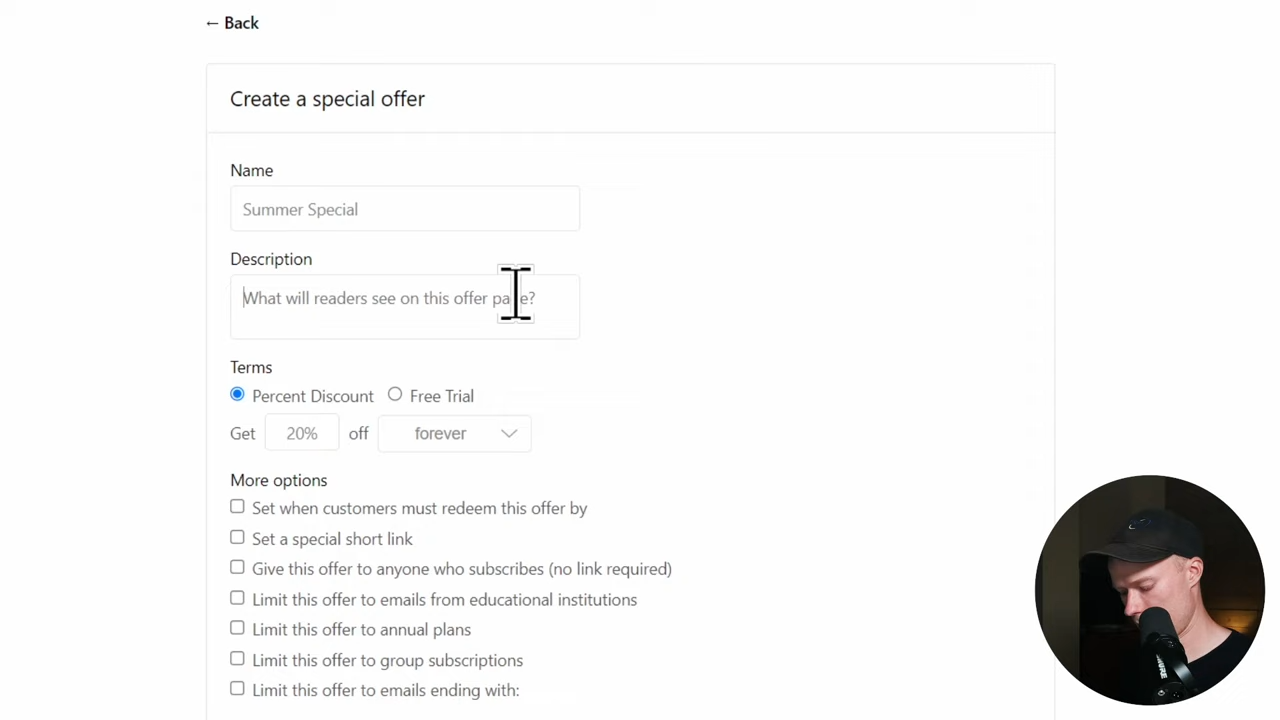 ← Back
Create a special offer
Name
Summer Special
Description
What will readers see on this offer page?
Terms
Percent Discount Free Trial
Get 20% off forever
More options
Set when customers must redeem this offer by
Set a special short link
Give this offer to anyone who subscribes (no link required)
Limit this offer to emails from educational institutions
Limit this offer to annual plans
Limit this offer to group subscriptions
Limit this offer to emails ending with:
SHURE